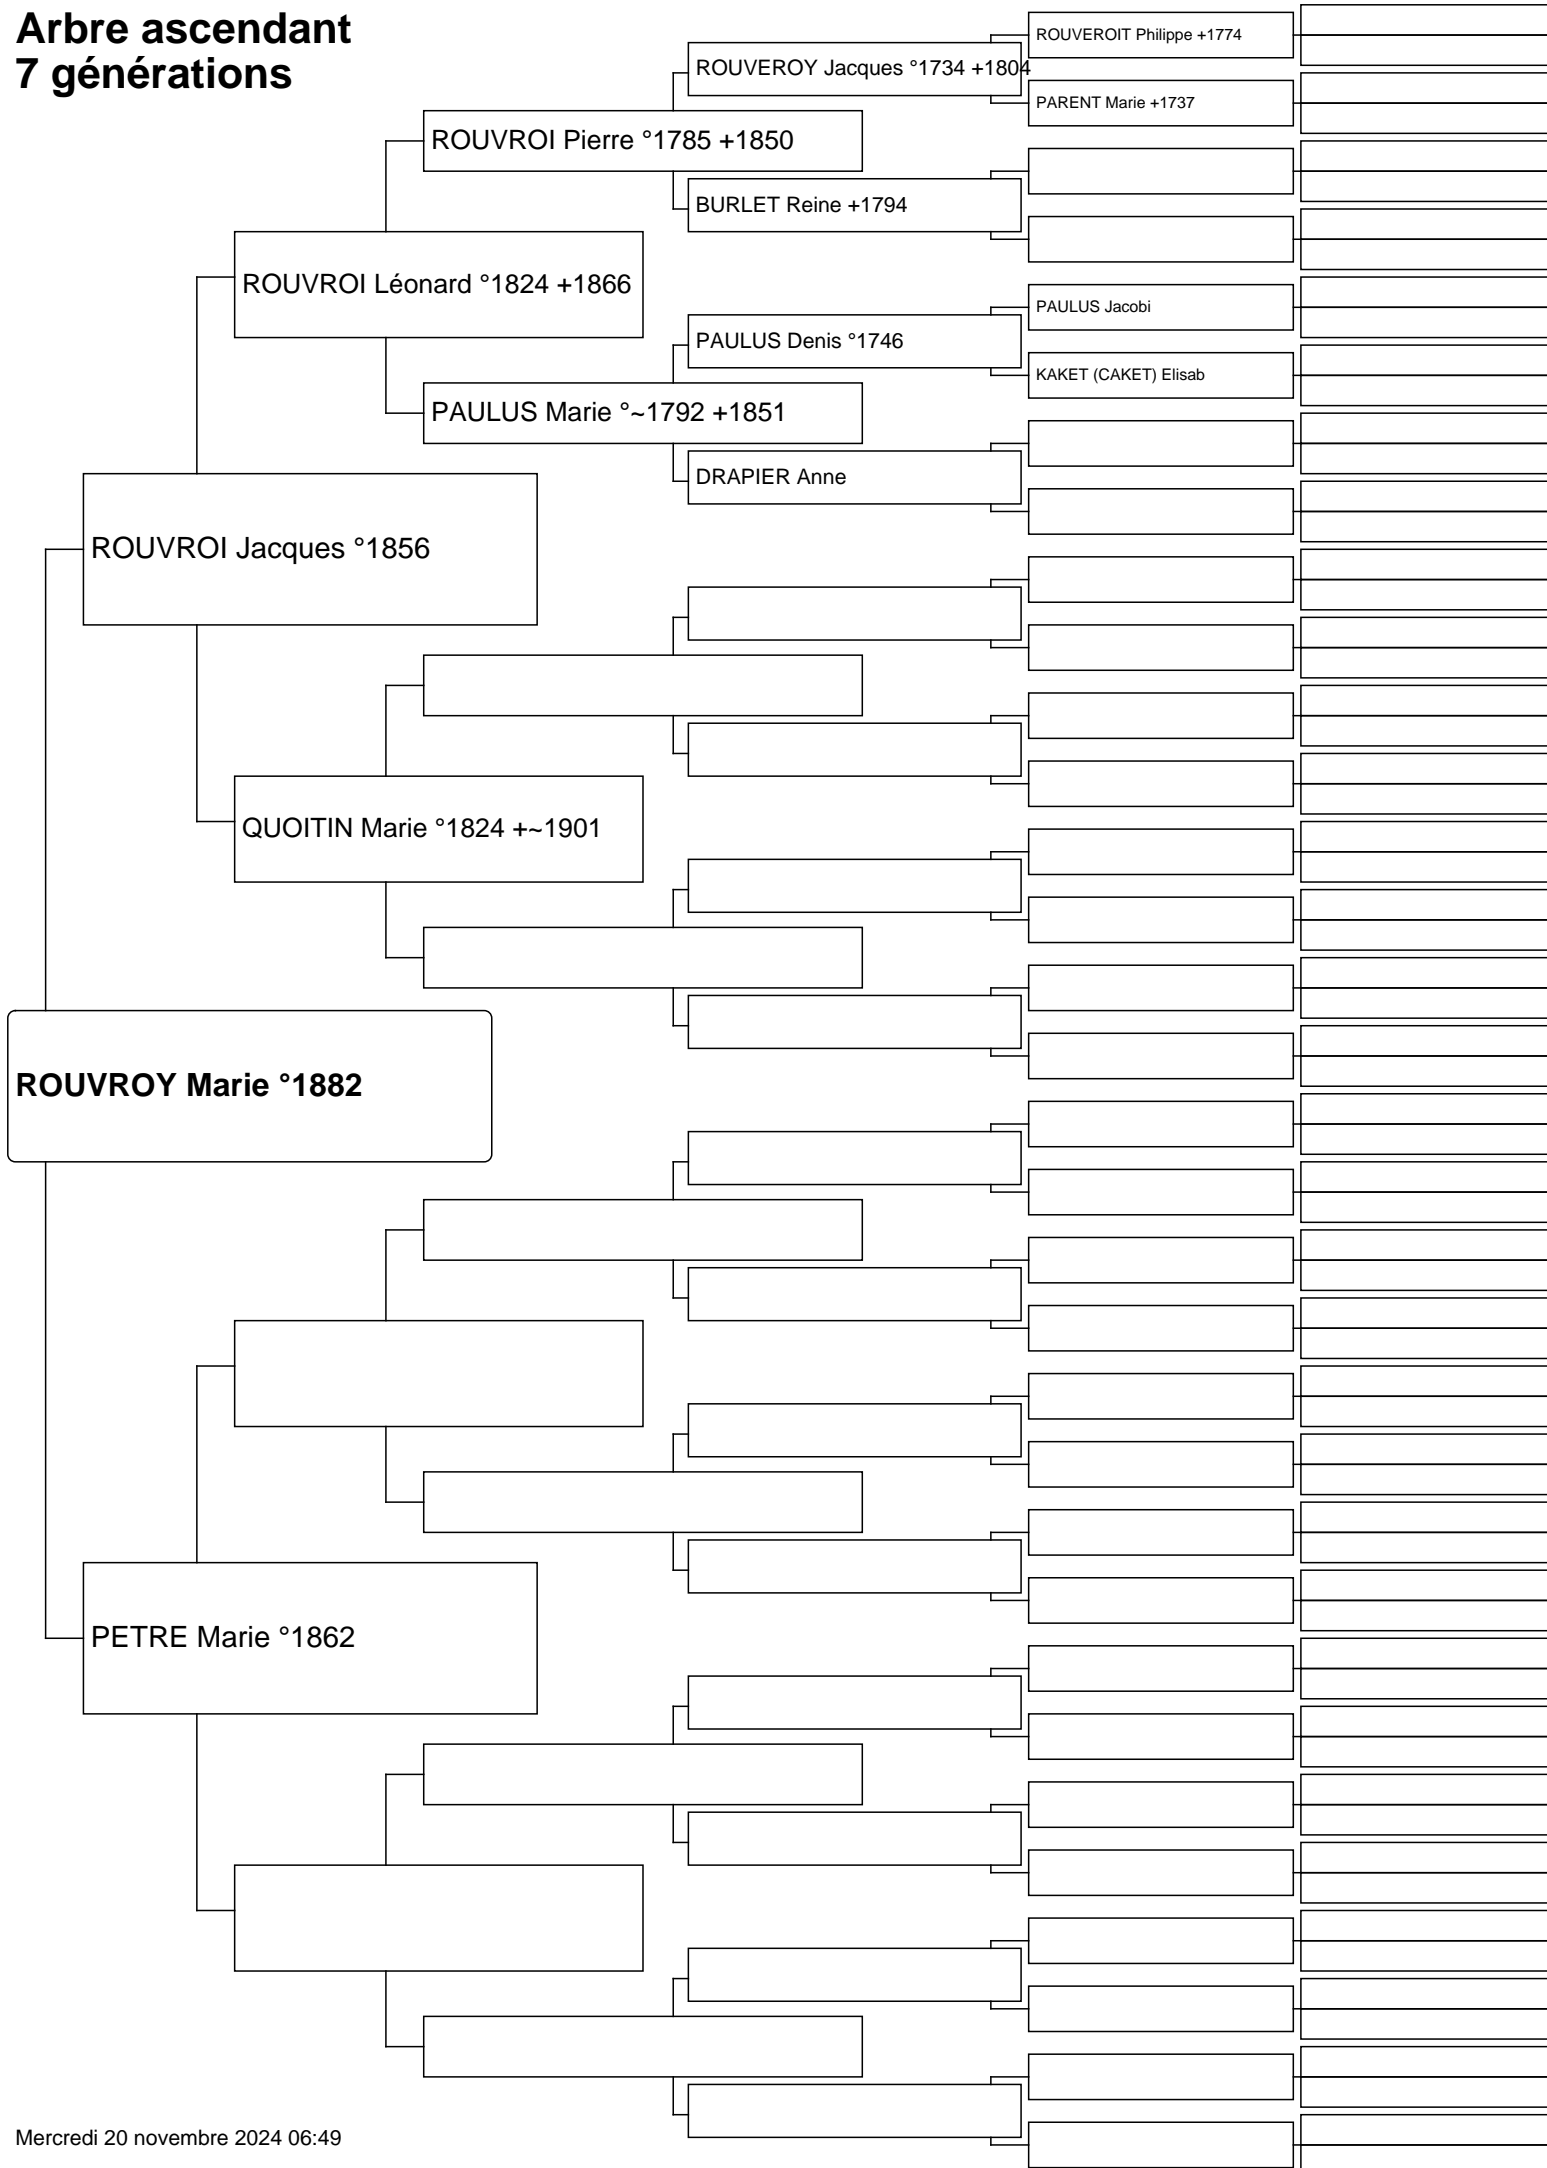 Arbre ascendant
7 générations
ROUVEROIT Philippe +1774
ROUVEROY Jacques °1734 +1804
PARENT Marie +1737
ROUVROI Pierre °1785 +1850
BURLET Reine +1794
ROUVROI Léonard °1824 +1866
PAULUS Jacobi
PAULUS Denis °1746
KAKET (CAKET) Elisab
PAULUS Marie °~1792 +1851
DRAPIER Anne
ROUVROI Jacques °1856
QUOITIN Marie °1824 +~1901
ROUVROY Marie °1882
PETRE Marie °1862
Mercredi 20 novembre 2024 06:49